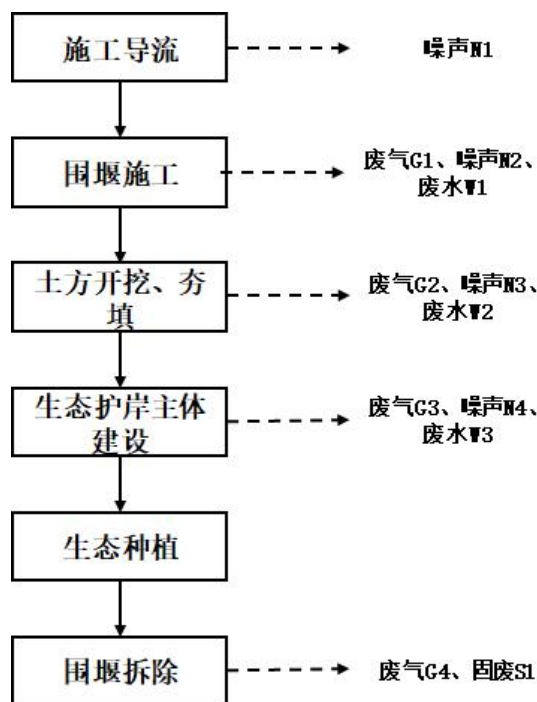 施工导流
噪声N1
围堰施工
废气G1、噪声N2、
废水W1
土方开挖、夯
填
废气G2、噪声N3、
废水W2
生态护岸主体
建设
废气G3、噪声N4、
废水W3
生态种植
围堰拆除
废气G4、固废S1